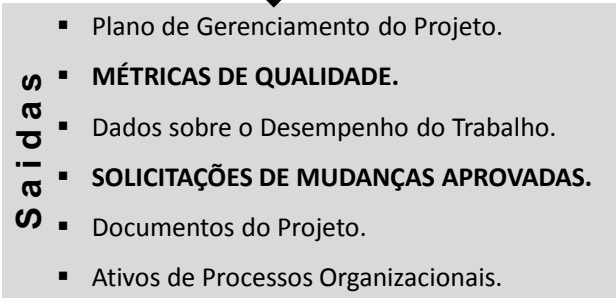 Saidas
▪ Plano de Gerenciamento do Projeto.
▪ MÉTRICAS DE QUALIDADE.
▪ Dados sobre o Desempenho do Trabalho.
▪ SOLICITAÇÕES DE MUDANÇAS APROVADAS.
▪ Documentos do Projeto.
▪ Ativos de Processos Organizacionais.